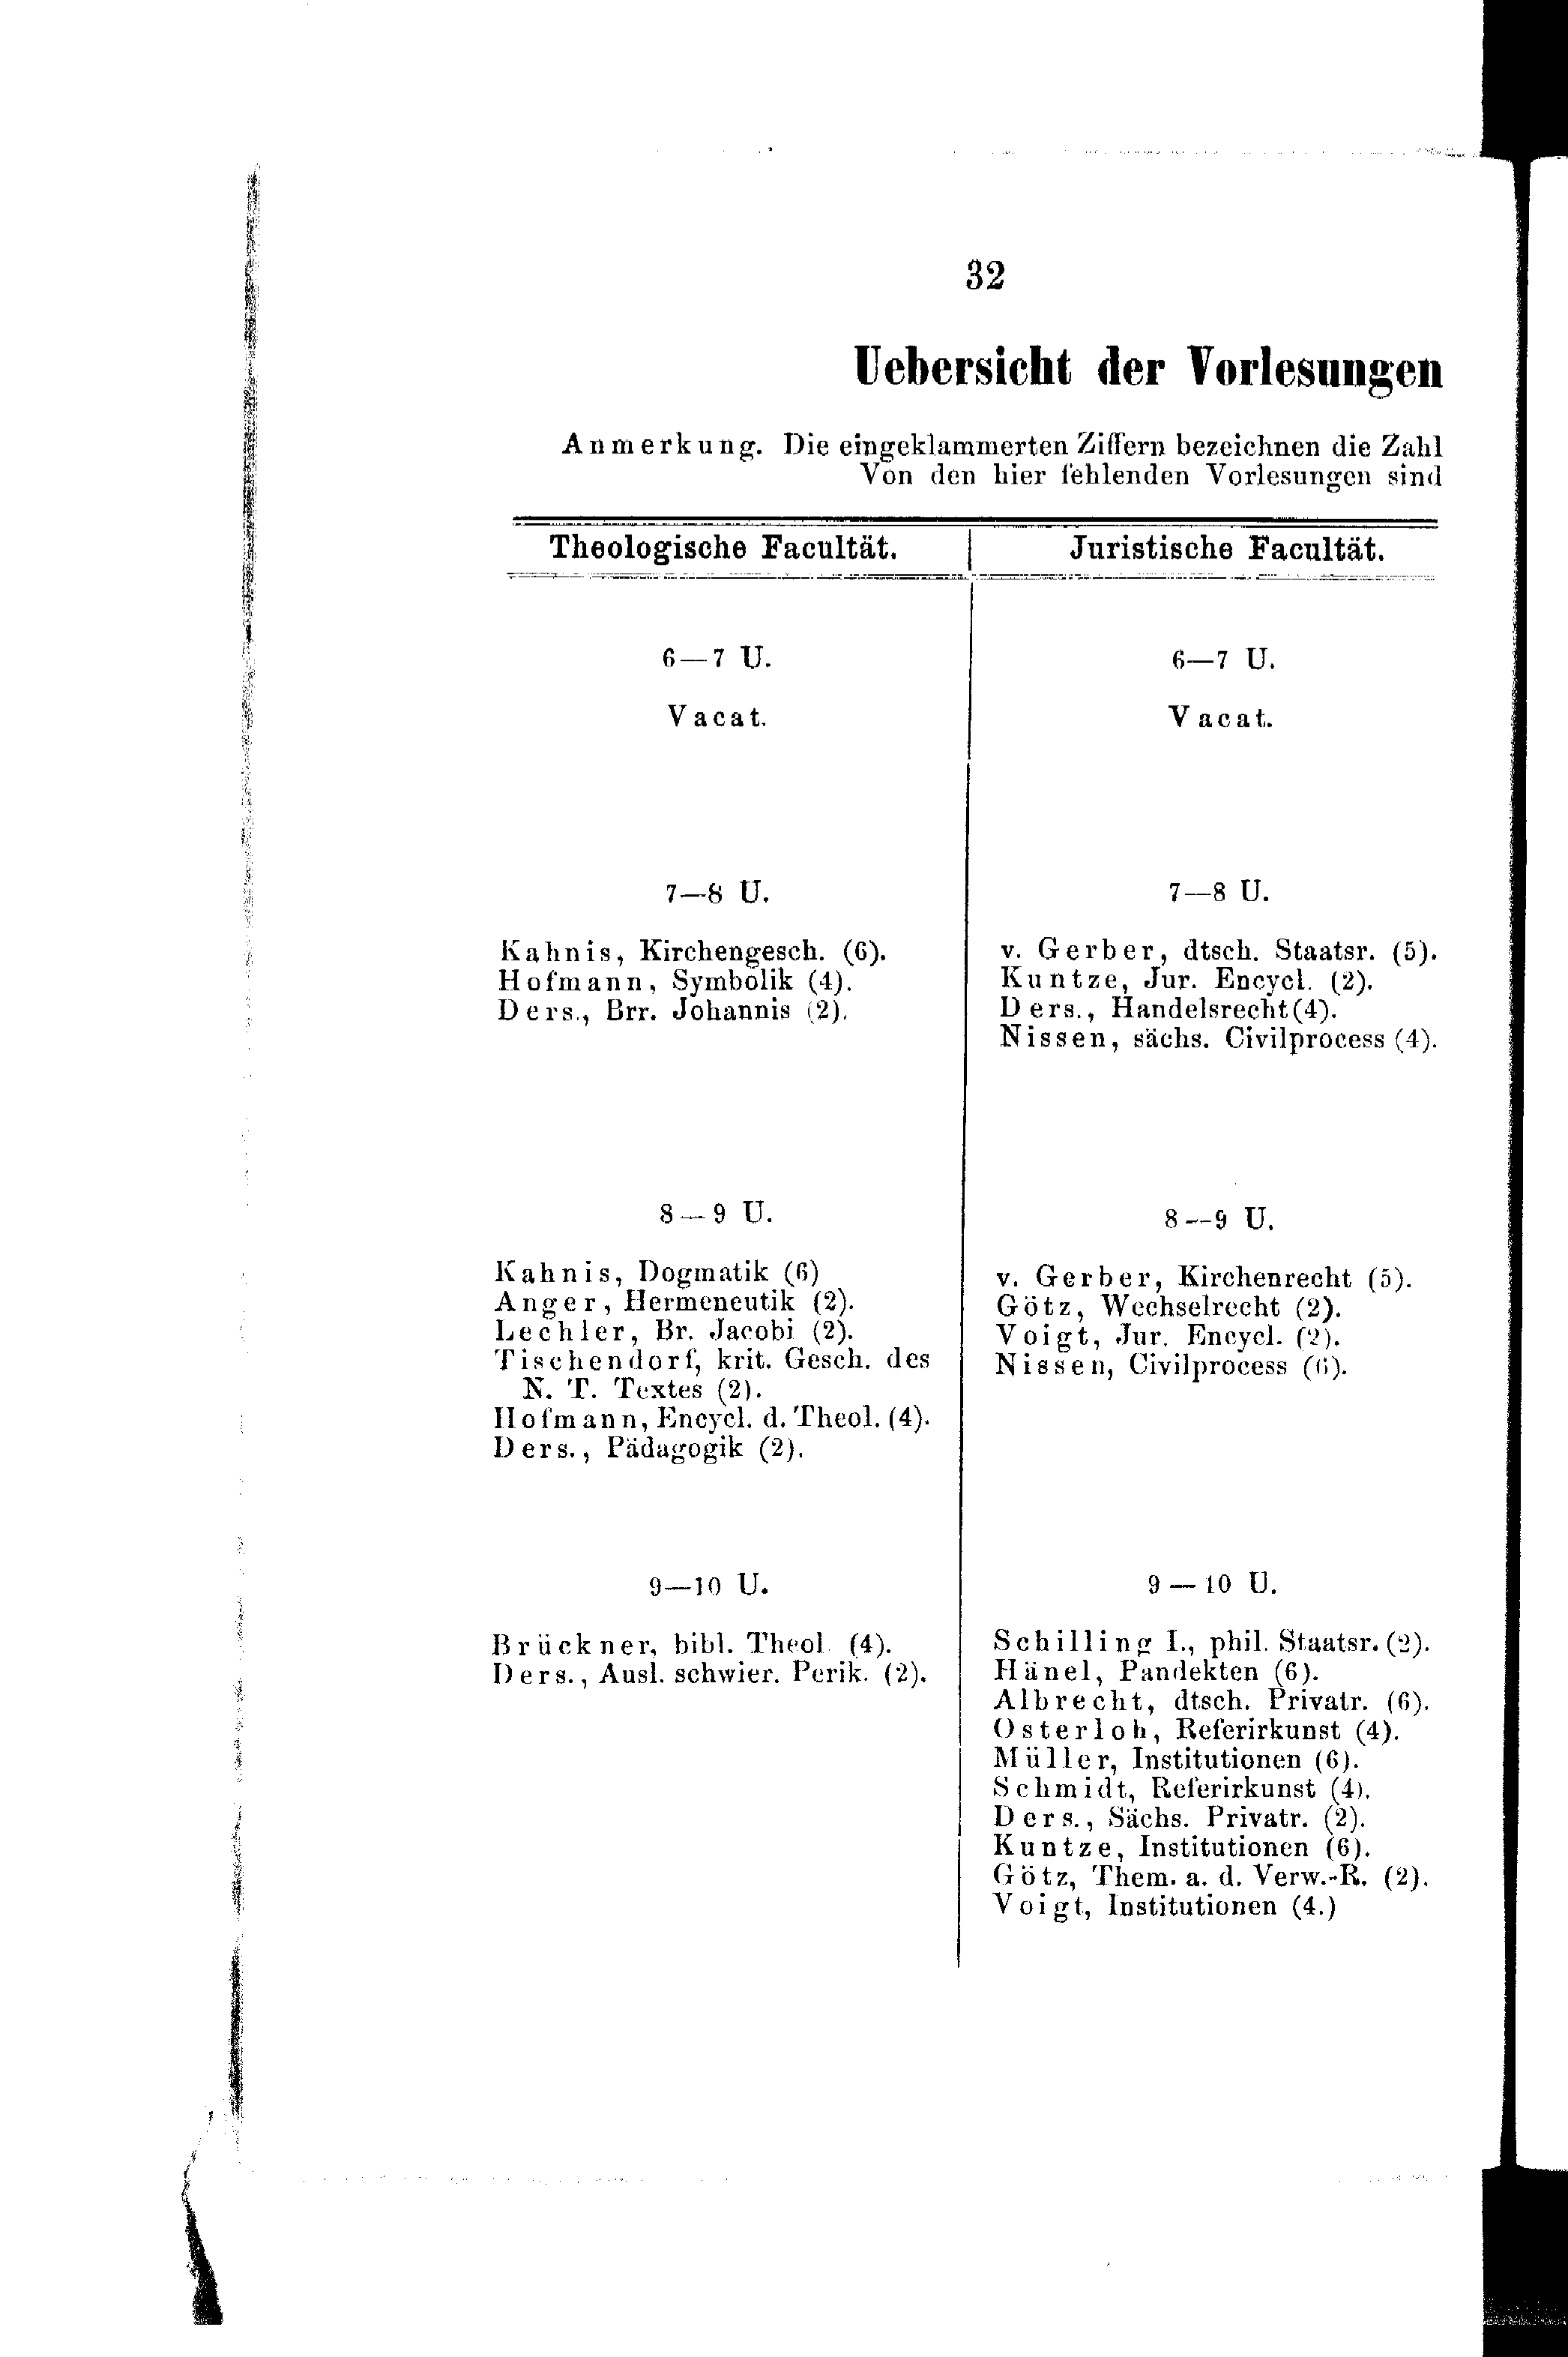 32
Uebersicht der Vorlesungen
Anmerkung. Die eingeklammerten Ziffern bezeichnen die Zahl
Von den hier fehlenden Vorlesungen sind
Theologische Facultät.
6—7 U.
Vacat.
7—8 U.
Kahnis, Kirchengesch. (6).
Hofmann, Symbolik (4).
Ders., Brr. Johannis (2).
8—9 U.
Kahnis, Dogmatik (6)
Anger, Hermeneutik (2).
Lechler, Br. Jacobi (2).
Tischendorf, krit. Gesch. des
N. T. Textes (2).
Hofmann, Encycl. d. Theol. (4).
Ders., Pädagogik (2).
9—10 U.
Brückner, bibl. Theol. (4).
Ders., Ausl. schwier. Perik. (2).
Juristische Facultät.
6—7 U.
Vacat.
7—8 U.
v. Gerber, dtsch. Staatsr. (5).
Kuntze, Jur. Encycl. (2).
Ders., Handelsrecht (4).
Nissen, sächs. Civilprocess (4).
8—9 U.
v. Gerber, Kirchenrecht (5).
Götz, Wechselrecht (2).
Voigt, Jur. Encycl. (2).
Nissen, Civilprocess (6).
9—10 U.
Schilling I., phil. Staatsr. (2).
Hänel, Pandekten (6).
Albrecht, dtsch. Privatr. (6).
Osterloh, Referirkunst (4).
Müller, Institutionen (6).
Schmidt, Referirkunst (4).
Ders., Sächs. Privatr. (2).
Kuntze, Institutionen (6).
Götz, Them. a. d. Verw.-R. (2).
Voigt, Institutionen (4.)